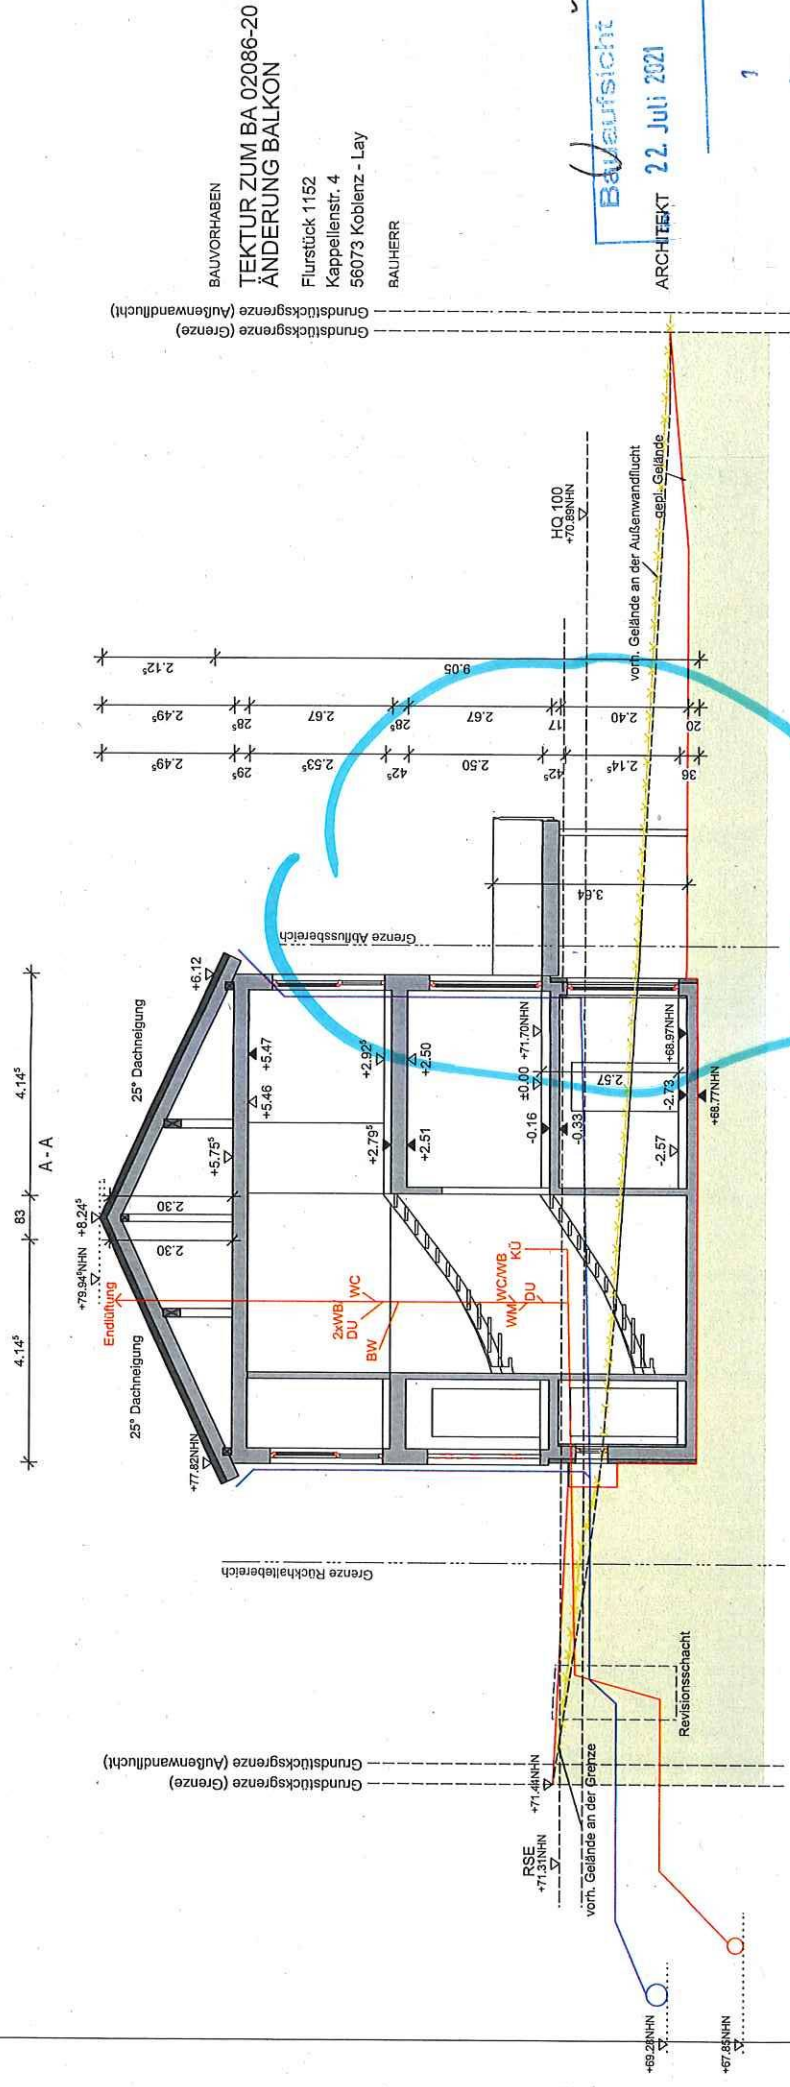 A - A
4.14⁵
83
4.14⁵
25° Dachneigung
25° Dachneigung
+79.94⁵NHN
+8.24⁵
Endlüftung
+77.82NHN
+6.12
2.30
2.30
+5.75⁵
+5.46
+5.47
2xWB/
DU
WC
BW
+2.79⁵
+2.92⁵
+2.51
+2.50
WM
WC/WB
DU
KÜ
-0.16
±0.00
+71.70NHN
-0.33
2.57
-2.57
-2.73
+68.97NHN
+68.77NHN
3.64
Grenze Rückhaltebereich
Grenze Abflussbereich
Grundstücksgrenze (Außenwandflucht)
Grundstücksgrenze (Grenze)
RSE
+71.31NHN
+71.44NHN
vorh. Gelände an der Grenze
Revisionsschacht
+69.28NHN
+67.85NHN
2.49⁵
29⁵
2.53⁵
42⁵
2.50
42⁵
2.14⁵
36
2.49⁵
28⁵
2.67
28⁵
2.67
17
2.40
20
2.12⁵
9.05
HQ 100
+70.89NHN
vorh. Gelände an der Außenwandflucht
gepl. Gelände
Grundstücksgrenze (Außenwandflucht)
Grundstücksgrenze (Grenze)
BAUVORHABEN
TEKTUR ZUM BA 02086-20
ÄNDERUNG BALKON
Flurstück 1152
Kappellenstr. 4
56073 Koblenz - Lay
BAUHERR
ARCHITEKT
Bauaufsicht
22. Juli 2021